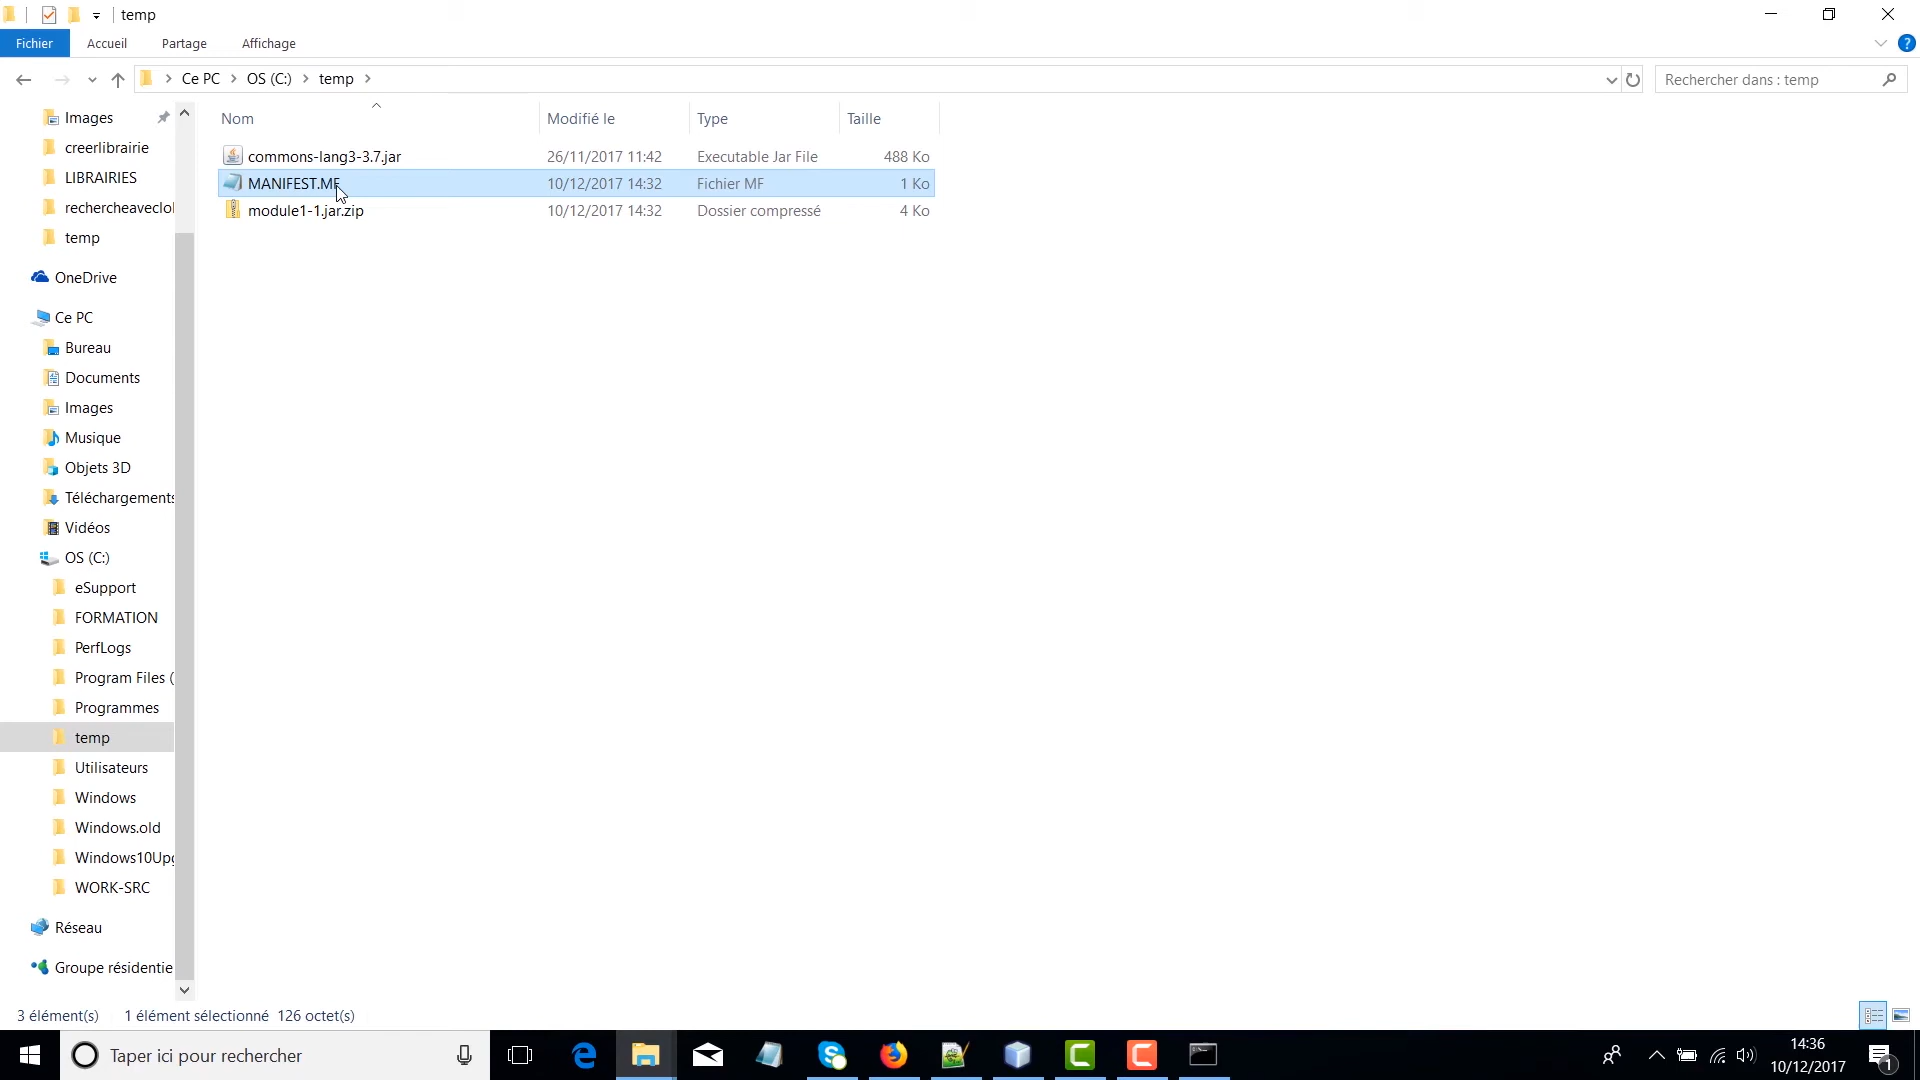 temp
Fichier
Accueil
Partage
Affichage
Ce PC
OS (C:)
temp
Rechercher dans : temp
Nom
Modifié le
Type
Taille
commons-lang3-3.7.jar
26/11/2017 11:42
Executable Jar File
488 Ko
MANIFEST.MF
10/12/2017 14:32
Fichier MF
1 Ko
module1-1.jar.zip
10/12/2017 14:32
Dossier compressé
4 Ko
Images
creerlibrairie
LIBRAIRIES
rechercheaveclol
temp
OneDrive
Ce PC
Bureau
Documents
Images
Musique
Objets 3D
Téléchargements
Vidéos
OS (C:)
eSupport
FORMATION
PerfLogs
Program Files (
Programmes
temp
Utilisateurs
Windows
Windows.old
Windows10Upg
WORK-SRC
Réseau
Groupe résidentie
3 élément(s)
1 élément sélectionné 126 octet(s)
Taper ici pour rechercher
14:36
10/12/2017
1